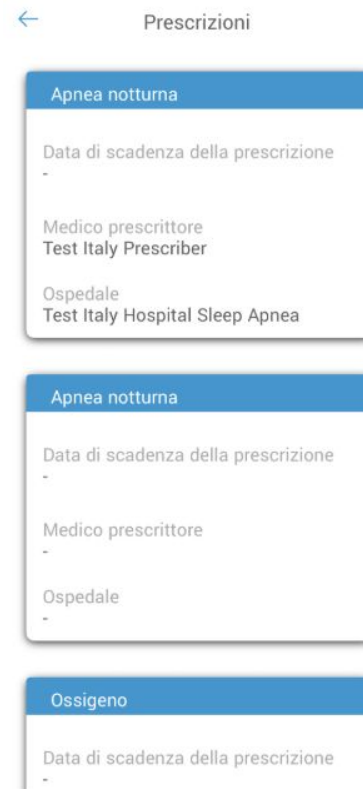 Prescrizioni
Apnea notturna
Data di scadenza della prescrizione
-
Medico prescrittore
Test Italy Prescriber
Ospedale
Test Italy Hospital Sleep Apnea
Apnea notturna
Data di scadenza della prescrizione
-
Medico prescrittore
-
Ospedale
-
Ossigeno
Data di scadenza della prescrizione
-